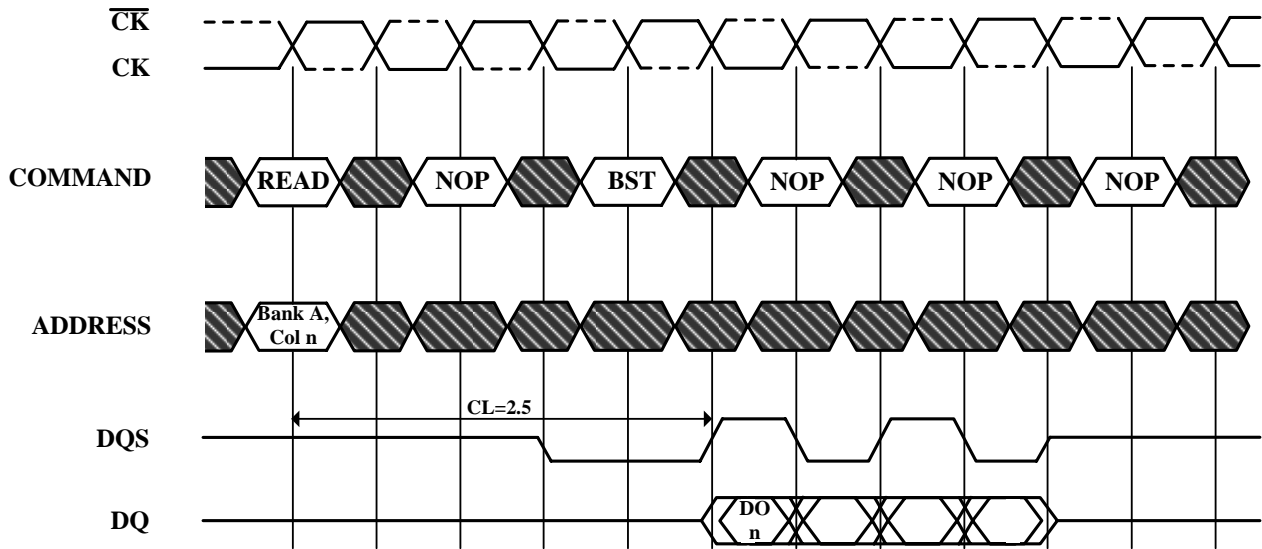 CK
CK
COMMAND
READ
NOP
BST
NOP
NOP
NOP
ADDRESS
Bank A,
Col n
CL=2.5
DQS
DQ
DO
n